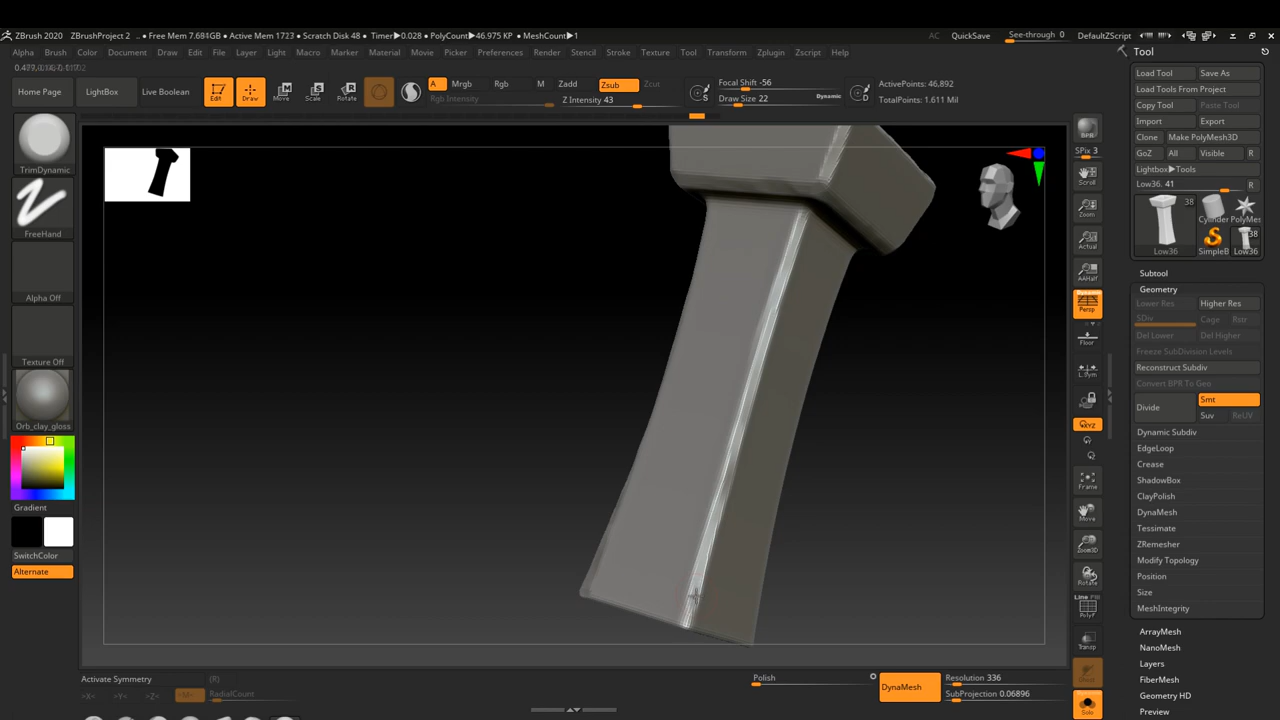 ZBrush 2020 ZBrushProject 2 .. • Free Mem 7.684GB • Active Mem 1723 • Scratch Disk 48 • Timer▶0.028 • PolyCount▶46.975 KP • MeshCount▶1 AC QuickSave See-through 0 DefaultZScript
Alpha Brush Color Document Draw Edit File Layer Light Macro Marker Material Movie Picker Preferences Render Stencil Stroke Texture Tool Transform Zplugin Zscript Help
Tool
Home Page LightBox Live Boolean Edit Draw Move Scale Rotate
A Mrgb Rgb M Zadd Zsub Zcut
Rgb Intensity Z Intensity 43
Focal Shift -56
Draw Size 22 Dynamic
S D
ActivePoints: 46,892
TotalPoints: 1.611 Mil
TrimDynamic
FreeHand
Alpha Off
Texture Off
Orb_clay_gloss
Gradient
SwitchColor
Alternate
BPR
SPix 3
Scroll
Zoom
Actual
AAHalf
Dynamic
Persp
Floor
L.Sym
XYZ
Frame
Move
Zoom3D
Rotate
Line Fill
PolyF
Transp
Solo
Load Tool Save As
Load Tools From Project
Copy Tool Paste Tool
Import Export
Clone Make PolyMesh3D
GoZ All Visible R
Lightbox▶Tools
Low36. 41 R
38 Cylinder PolyMes
38
Low36 SimpleB Low36
Subtool
Geometry
Lower Res Higher Res
SDiv Cage Rstr
Del Lower Del Higher
Freeze SubDivision Levels
Reconstruct Subdiv
Convert BPR To Geo
Divide Smt
Suv ReUV
Dynamic Subdiv
EdgeLoop
Crease
ShadowBox
ClayPolish
DynaMesh
Tessimate
ZRemesher
Modify Topology
Position
Size
MeshIntegrity
ArrayMesh
NanoMesh
Layers
FiberMesh
Geometry HD
Preview
Activate Symmetry (R)
>X< >Y< >Z< >M< RadialCount
Polish
DynaMesh
Resolution 336
SubProjection 0.06896